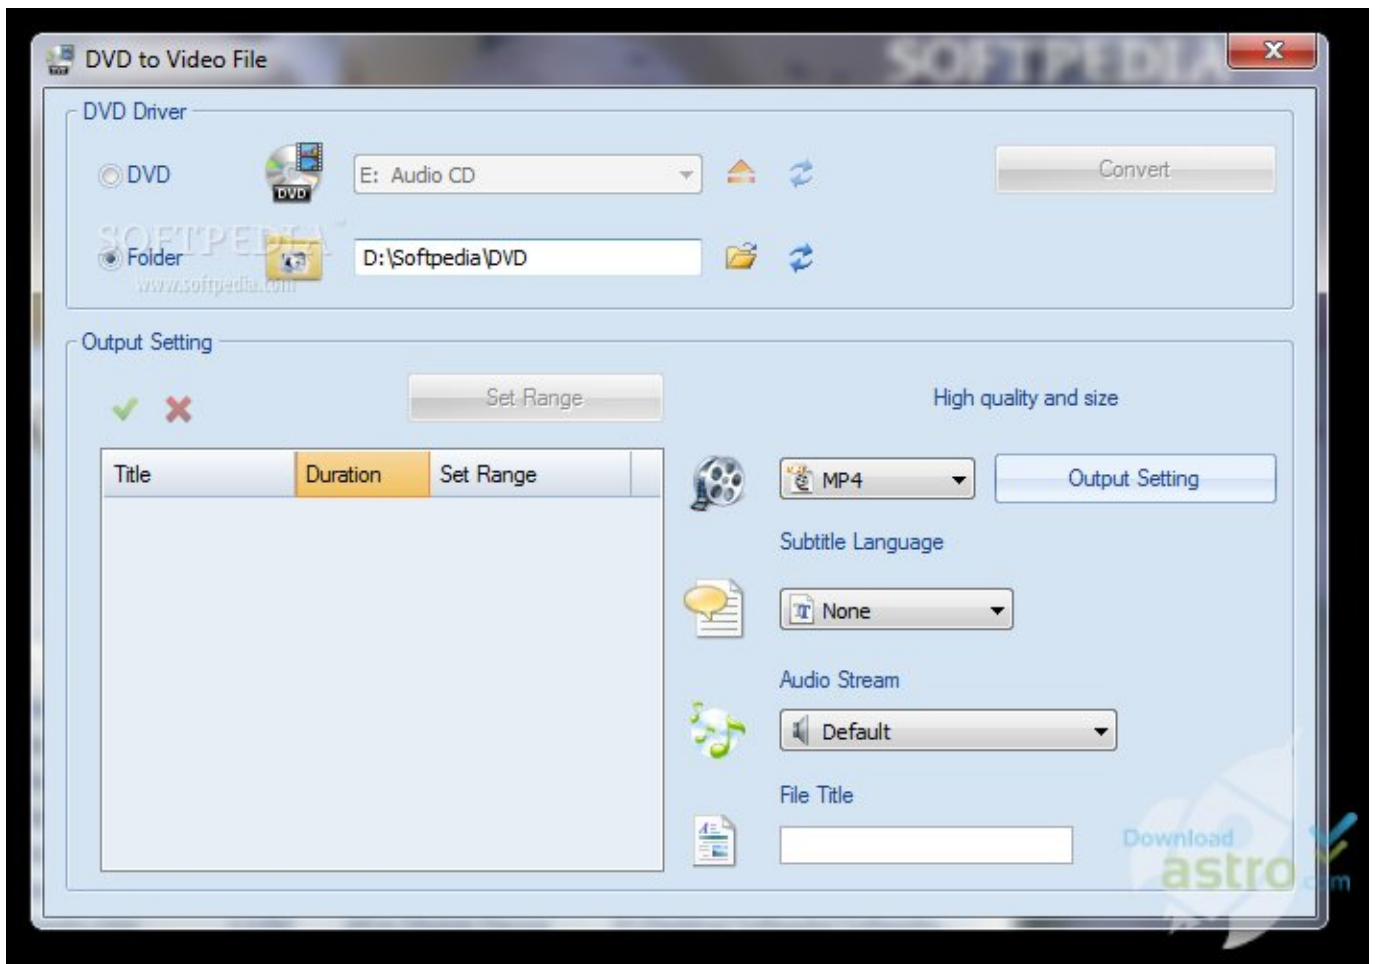 DVD to Video File
SOFTPEDIA
DVD Driver
DVD
DVD
E: Audio CD
Convert
SOFTPEDIA
www.softpedia.com
Folder
D:\Softpedia\DVD
Output Setting
Set Range
High quality and size
Title Duration Set Range
MP4
Output Setting
Subtitle Language
None
Audio Stream
Default
File Title
Download
astro.com